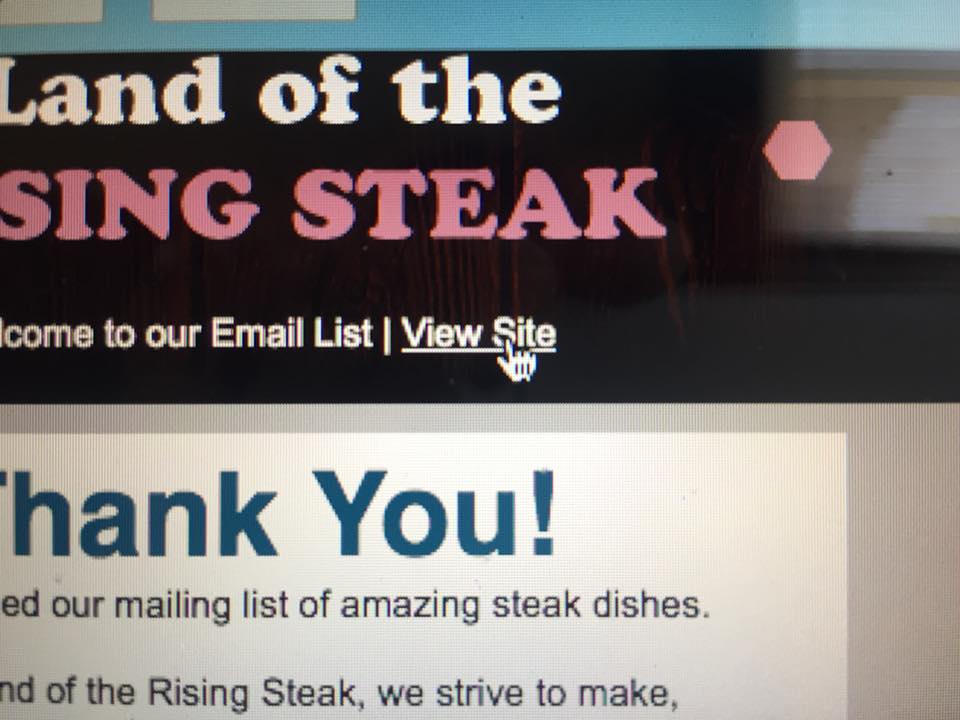 Land of the
SING STEAK
lcome to our Email List | View Site
Thank You!
ed our mailing list of amazing steak dishes.
nd of the Rising Steak, we strive to make,